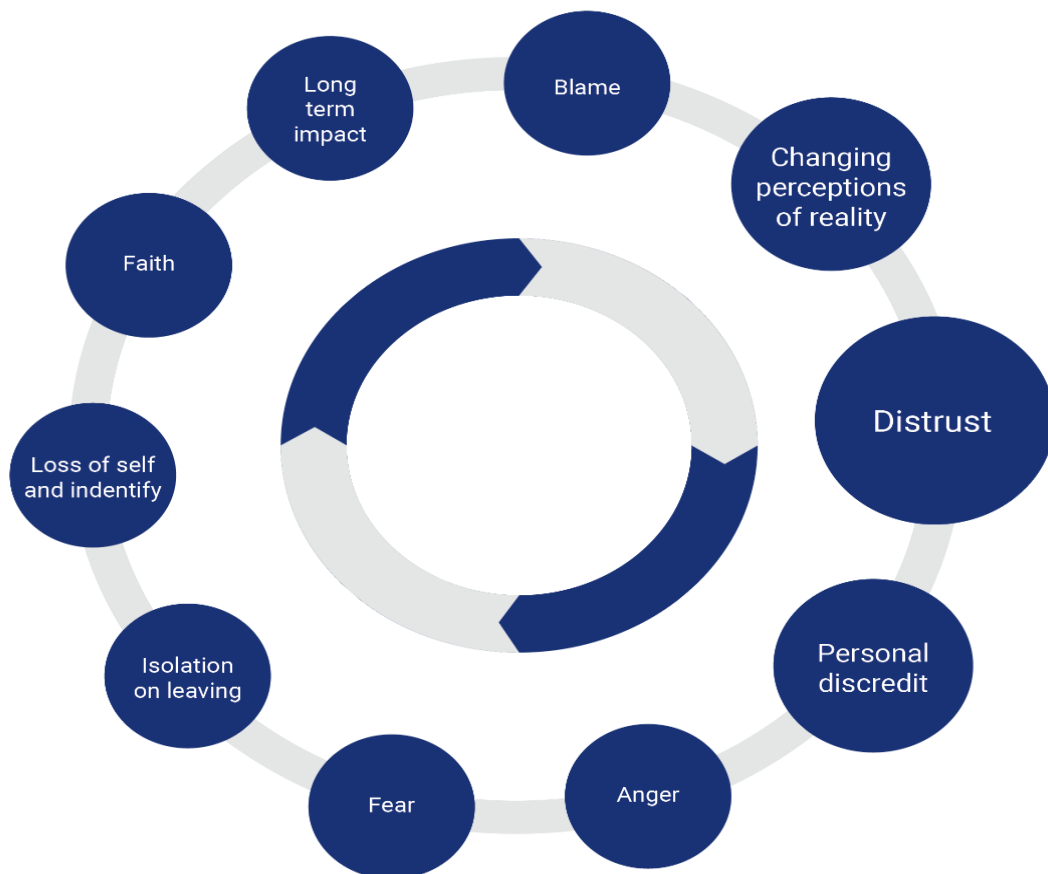 Blame
Changing
perceptions
of reality
Distrust
Personal
discredit
Anger
Fear
Isolation
on leaving
Loss of self
and indentify
Faith
Long
term
impact